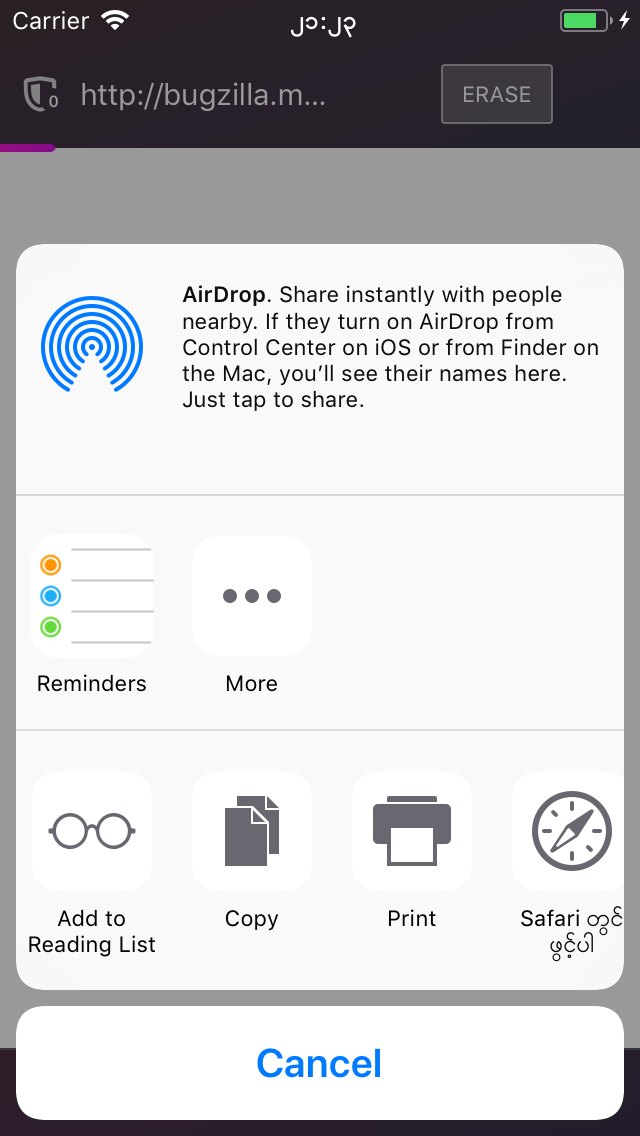 Carrier
၂၁:၂၃
0
http://bugzilla.m...
ERASE
AirDrop. Share instantly with people
nearby. If they turn on AirDrop from
Control Center on iOS or from Finder on
the Mac, you’ll see their names here.
Just tap to share.
Reminders
More
Add to
Reading List
Copy
Print
Safari တွင်
ဖွင့်ပါ
Cancel